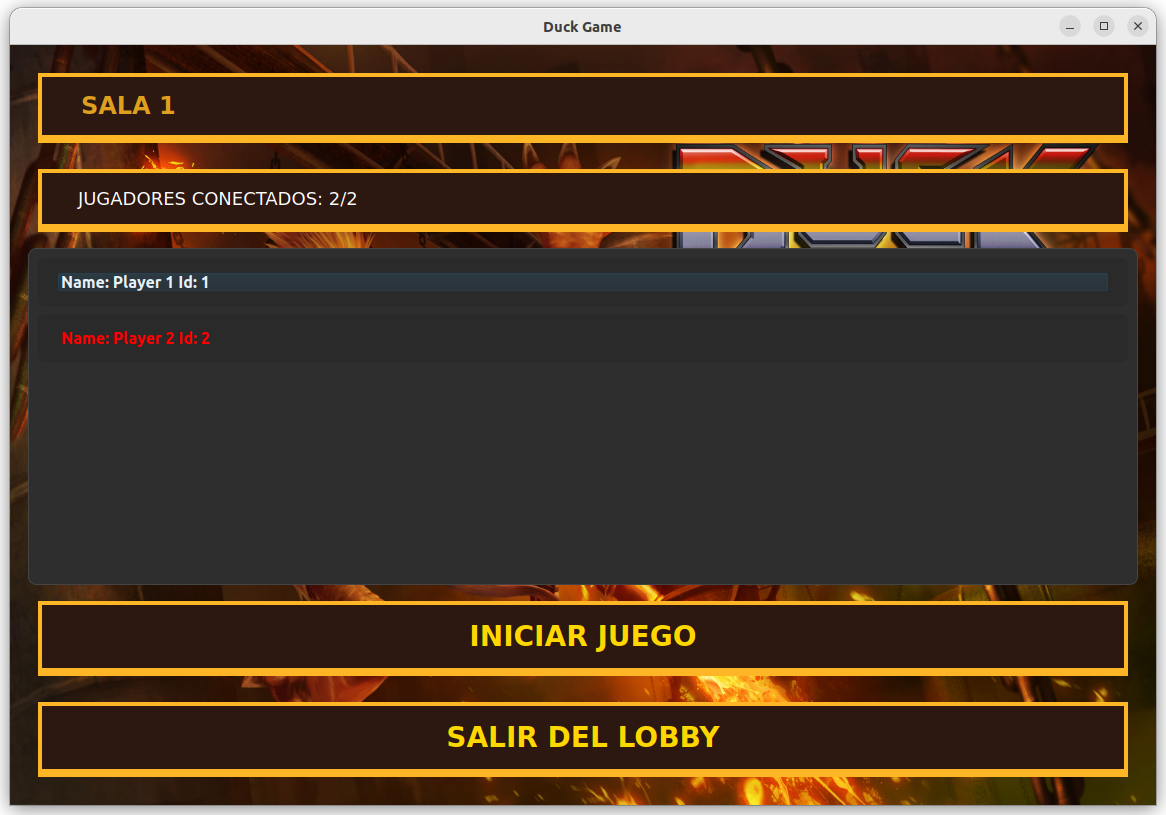 Duck Game
SALA 1
DUCK
JUGADORES CONECTADOS: 2/2
Name: Player 1 Id: 1
Name: Player 2 Id: 2
INICIAR JUEGO
SALIR DEL LOBBY